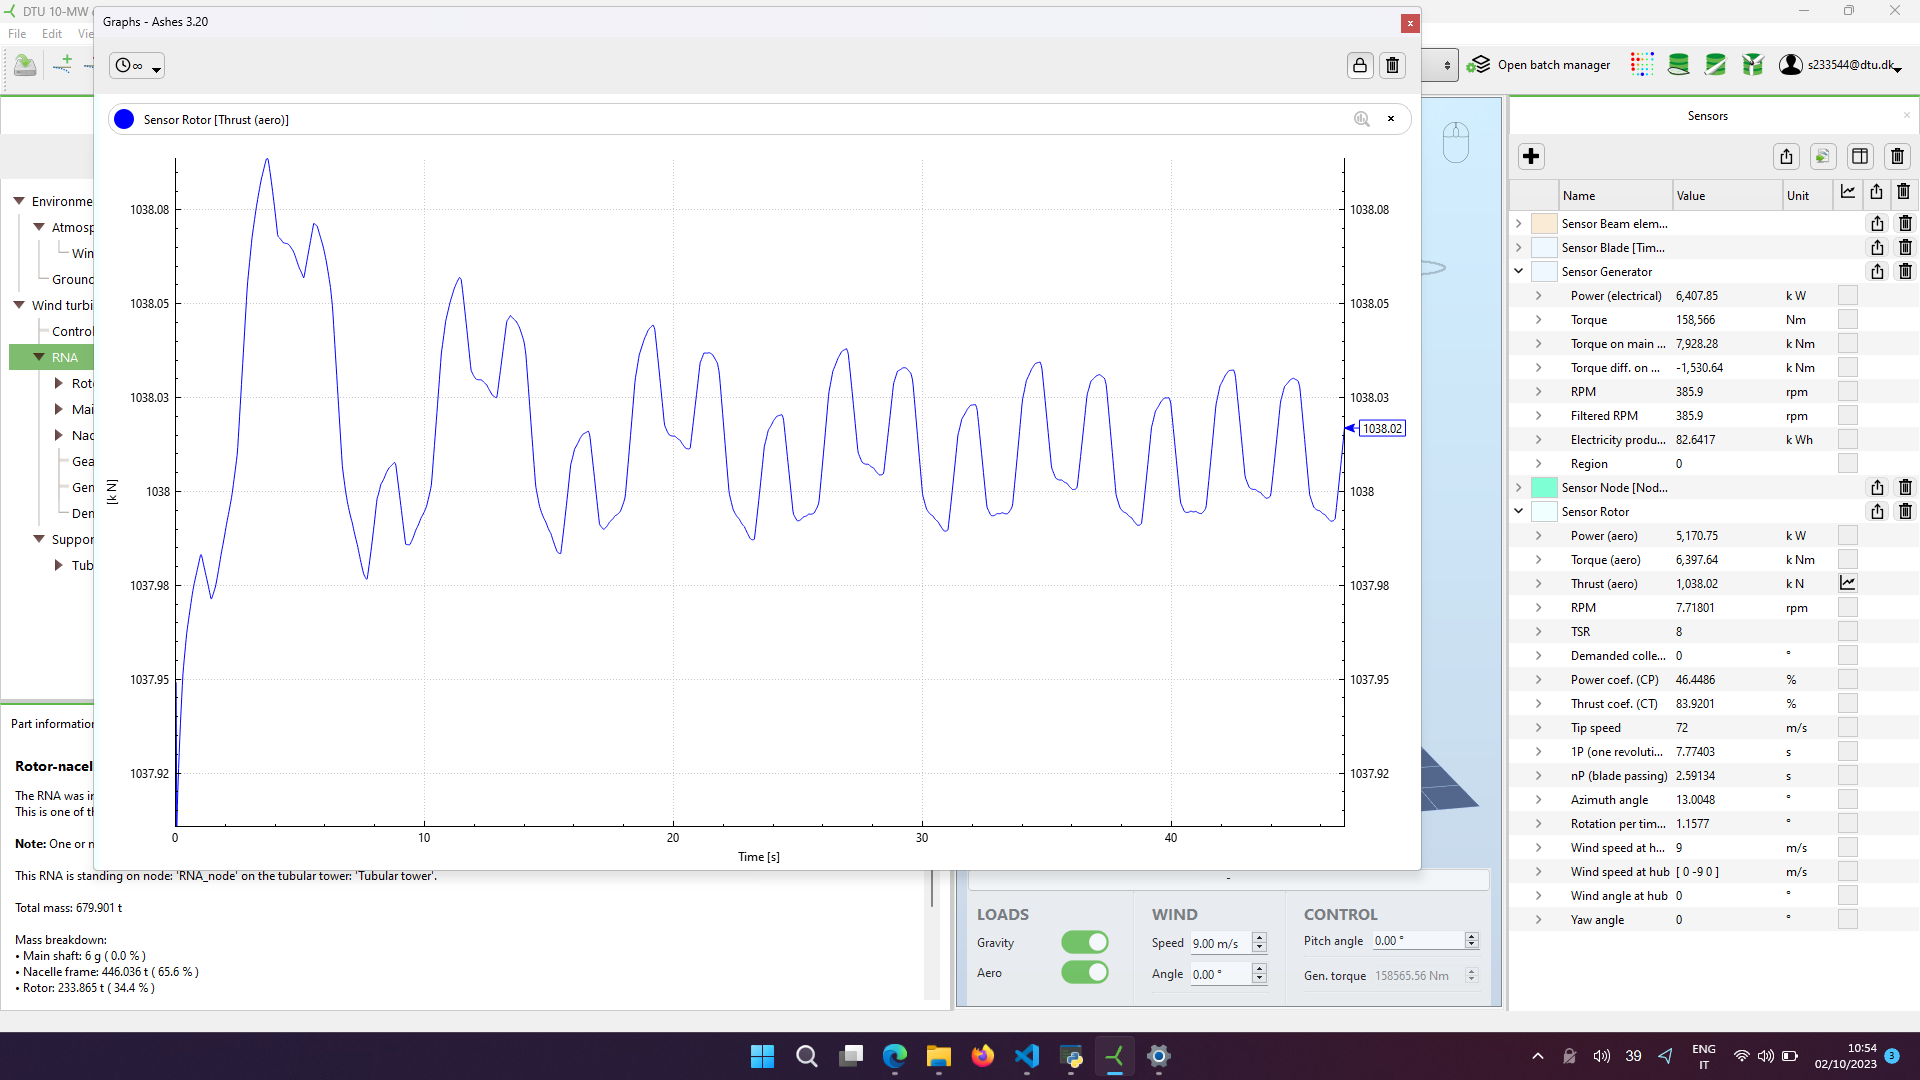 DTU 10-MW
Graphs - Ashes 3.20
x
File Edit
∞
Open batch manager
s233544@dtu.dk
Sensor Rotor [Thrust (aero)]
Sensors
Name Value Unit
Environme
Atmosp
Win
Ground
Wind turbi
Control
RNA
Rot
Mai
Nac
Gea
Gen
Den
Suppor
Tub
1038.08 1038.08
1038.05 1038.05
1038.03 1038.03
1038.02
1038 1038
[k N]
1037.98 1037.98
1037.95 1037.95
1037.92 1037.92
0 10 20 30 40
Time [s]
Sensor Beam elem...
Sensor Blade [Tim...
Sensor Generator
Power (electrical) 6,407.85 k W
Torque 158,566 Nm
Torque on main ... 7,928.28 k Nm
Torque diff. on ... -1,530.64 k Nm
RPM 385.9 rpm
Filtered RPM 385.9 rpm
Electricity produ... 82.6417 k Wh
Region 0
Sensor Node [Nod...
Sensor Rotor
Power (aero) 5,170.75 k W
Torque (aero) 6,397.64 k Nm
Thrust (aero) 1,038.02 k N
RPM 7.71801 rpm
TSR 8
Demanded colle... 0 °
Power coef. (CP) 46.4486 %
Thrust coef. (CT) 83.9201 %
Tip speed 72 m/s
1P (one revoluti... 7.77403 s
nP (blade passing) 2.59134 s
Azimuth angle 13.0048 °
Rotation per tim... 1.1577 °
Wind speed at h... 9 m/s
Wind speed at hub [ 0 -9 0 ] m/s
Wind angle at hub 0 °
Yaw angle 0 °
Part information
Rotor-nacel
The RNA was in
This is one of th
Note: One or n
This RNA is standing on node: 'RNA_node' on the tubular tower: 'Tubular tower'.
Total mass: 679.901 t
Mass breakdown:
• Main shaft: 6 g ( 0.0 % )
• Nacelle frame: 446.036 t ( 65.6 % )
• Rotor: 233.865 t ( 34.4 % )
-
LOADS WIND CONTROL
Gravity Speed 9.00 m/s Pitch angle 0.00 °
Aero Angle 0.00 ° Gen. torque 158565.56 Nm
39 ENG
IT
10:54
02/10/2023 3